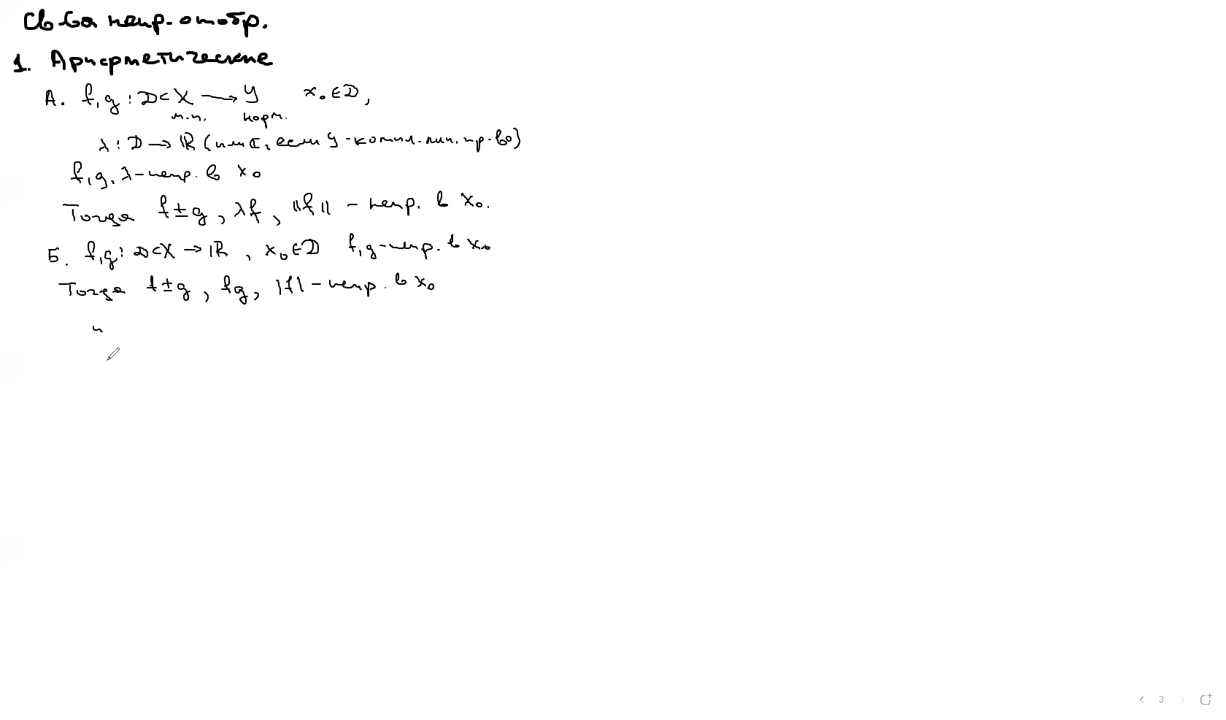 Св-ва непр. отобр.
1. Арифметические
А. f, g : D ⊂ X → Y   x₀ ∈ D,
м.п.   норм.
λ : D → ℝ (или ℂ, если Y - компл. лин. пр-во)
f, g, λ - непр. в x₀
Тогда f ± g, λf, ‖f‖ - непр. в x₀.
Б. f, g : D ⊂ X → ℝ, x₀ ∈ D   f, g - непр. в x₀
Тогда f ± g, fg, |f| - непр. в x₀
и
3